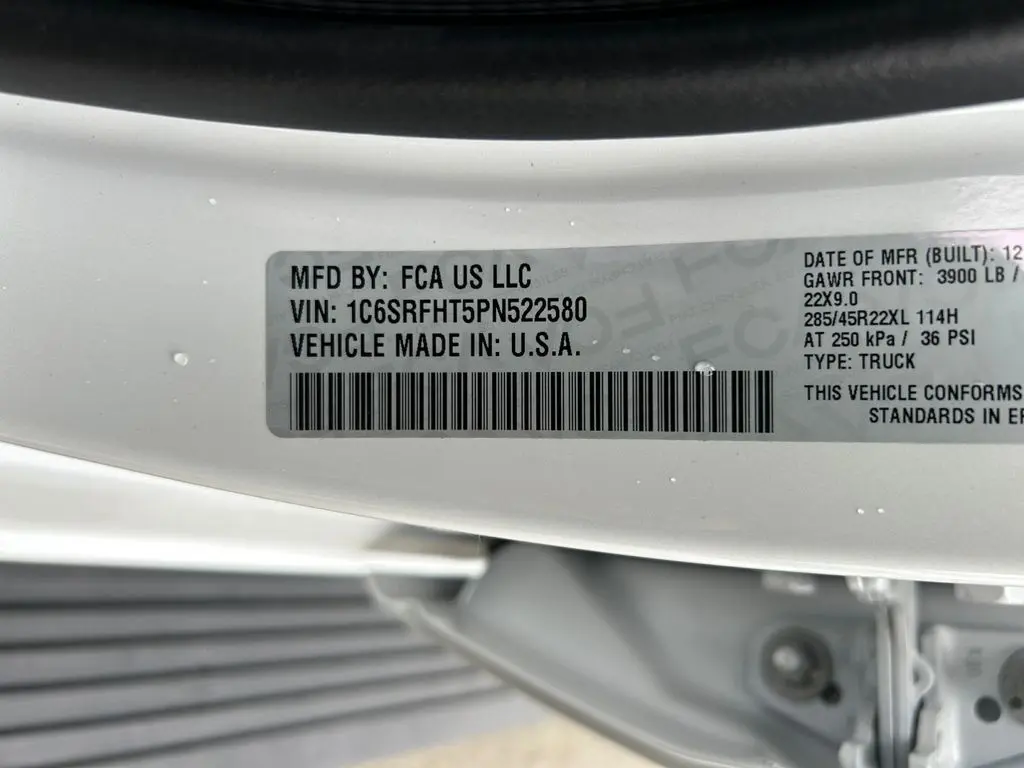 MFD BY: FCA US LLC
VIN: 1C6SRFHT5PN522580
VEHICLE MADE IN: U.S.A.
DATE OF MFR (BUILT): 12
GAWR FRONT: 3900 LB /
22X9.0
285/45R22XL 114H
AT 250 kPa / 36 PSI
TYPE: TRUCK
THIS VEHICLE CONFORMS
STANDARDS IN